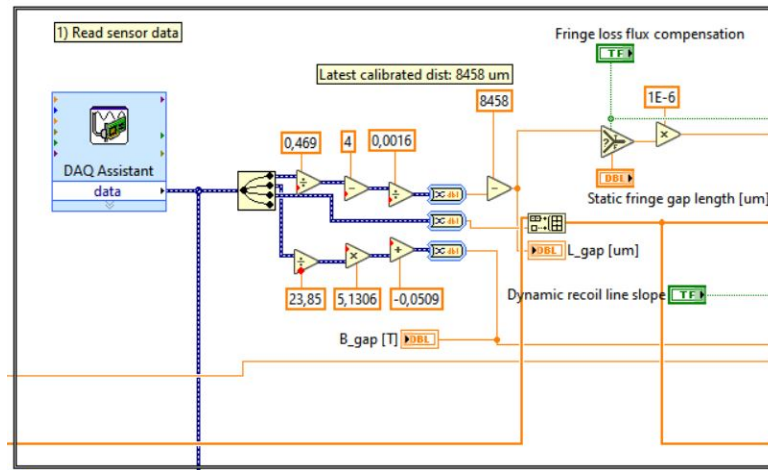 1) Read sensor data
Fringe loss flux compensation
TF
Latest calibrated dist: 8458 um
8458
1E-6
DAQ Assistant
data
0,469
4
0,0016
DBL
Static fringe gap length [um]
DBL
L_gap [um]
23,85
5,1306
-0,0509
Dynamic recoil line slope
TF
B_gap [T]
DBL